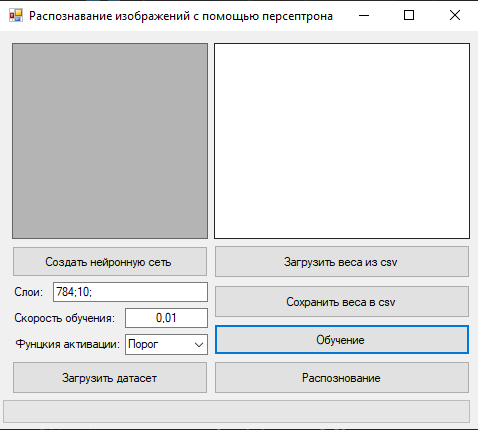 Распознавание изображений с помощью персептрона
Создать нейронную сеть
Загрузить веса из csv
Слои: 784;10;
Сохранить веса в csv
Скорость обучения: 0,01
Обучение
Фунцкия активации: Порог
Загрузить датасет
Распознование